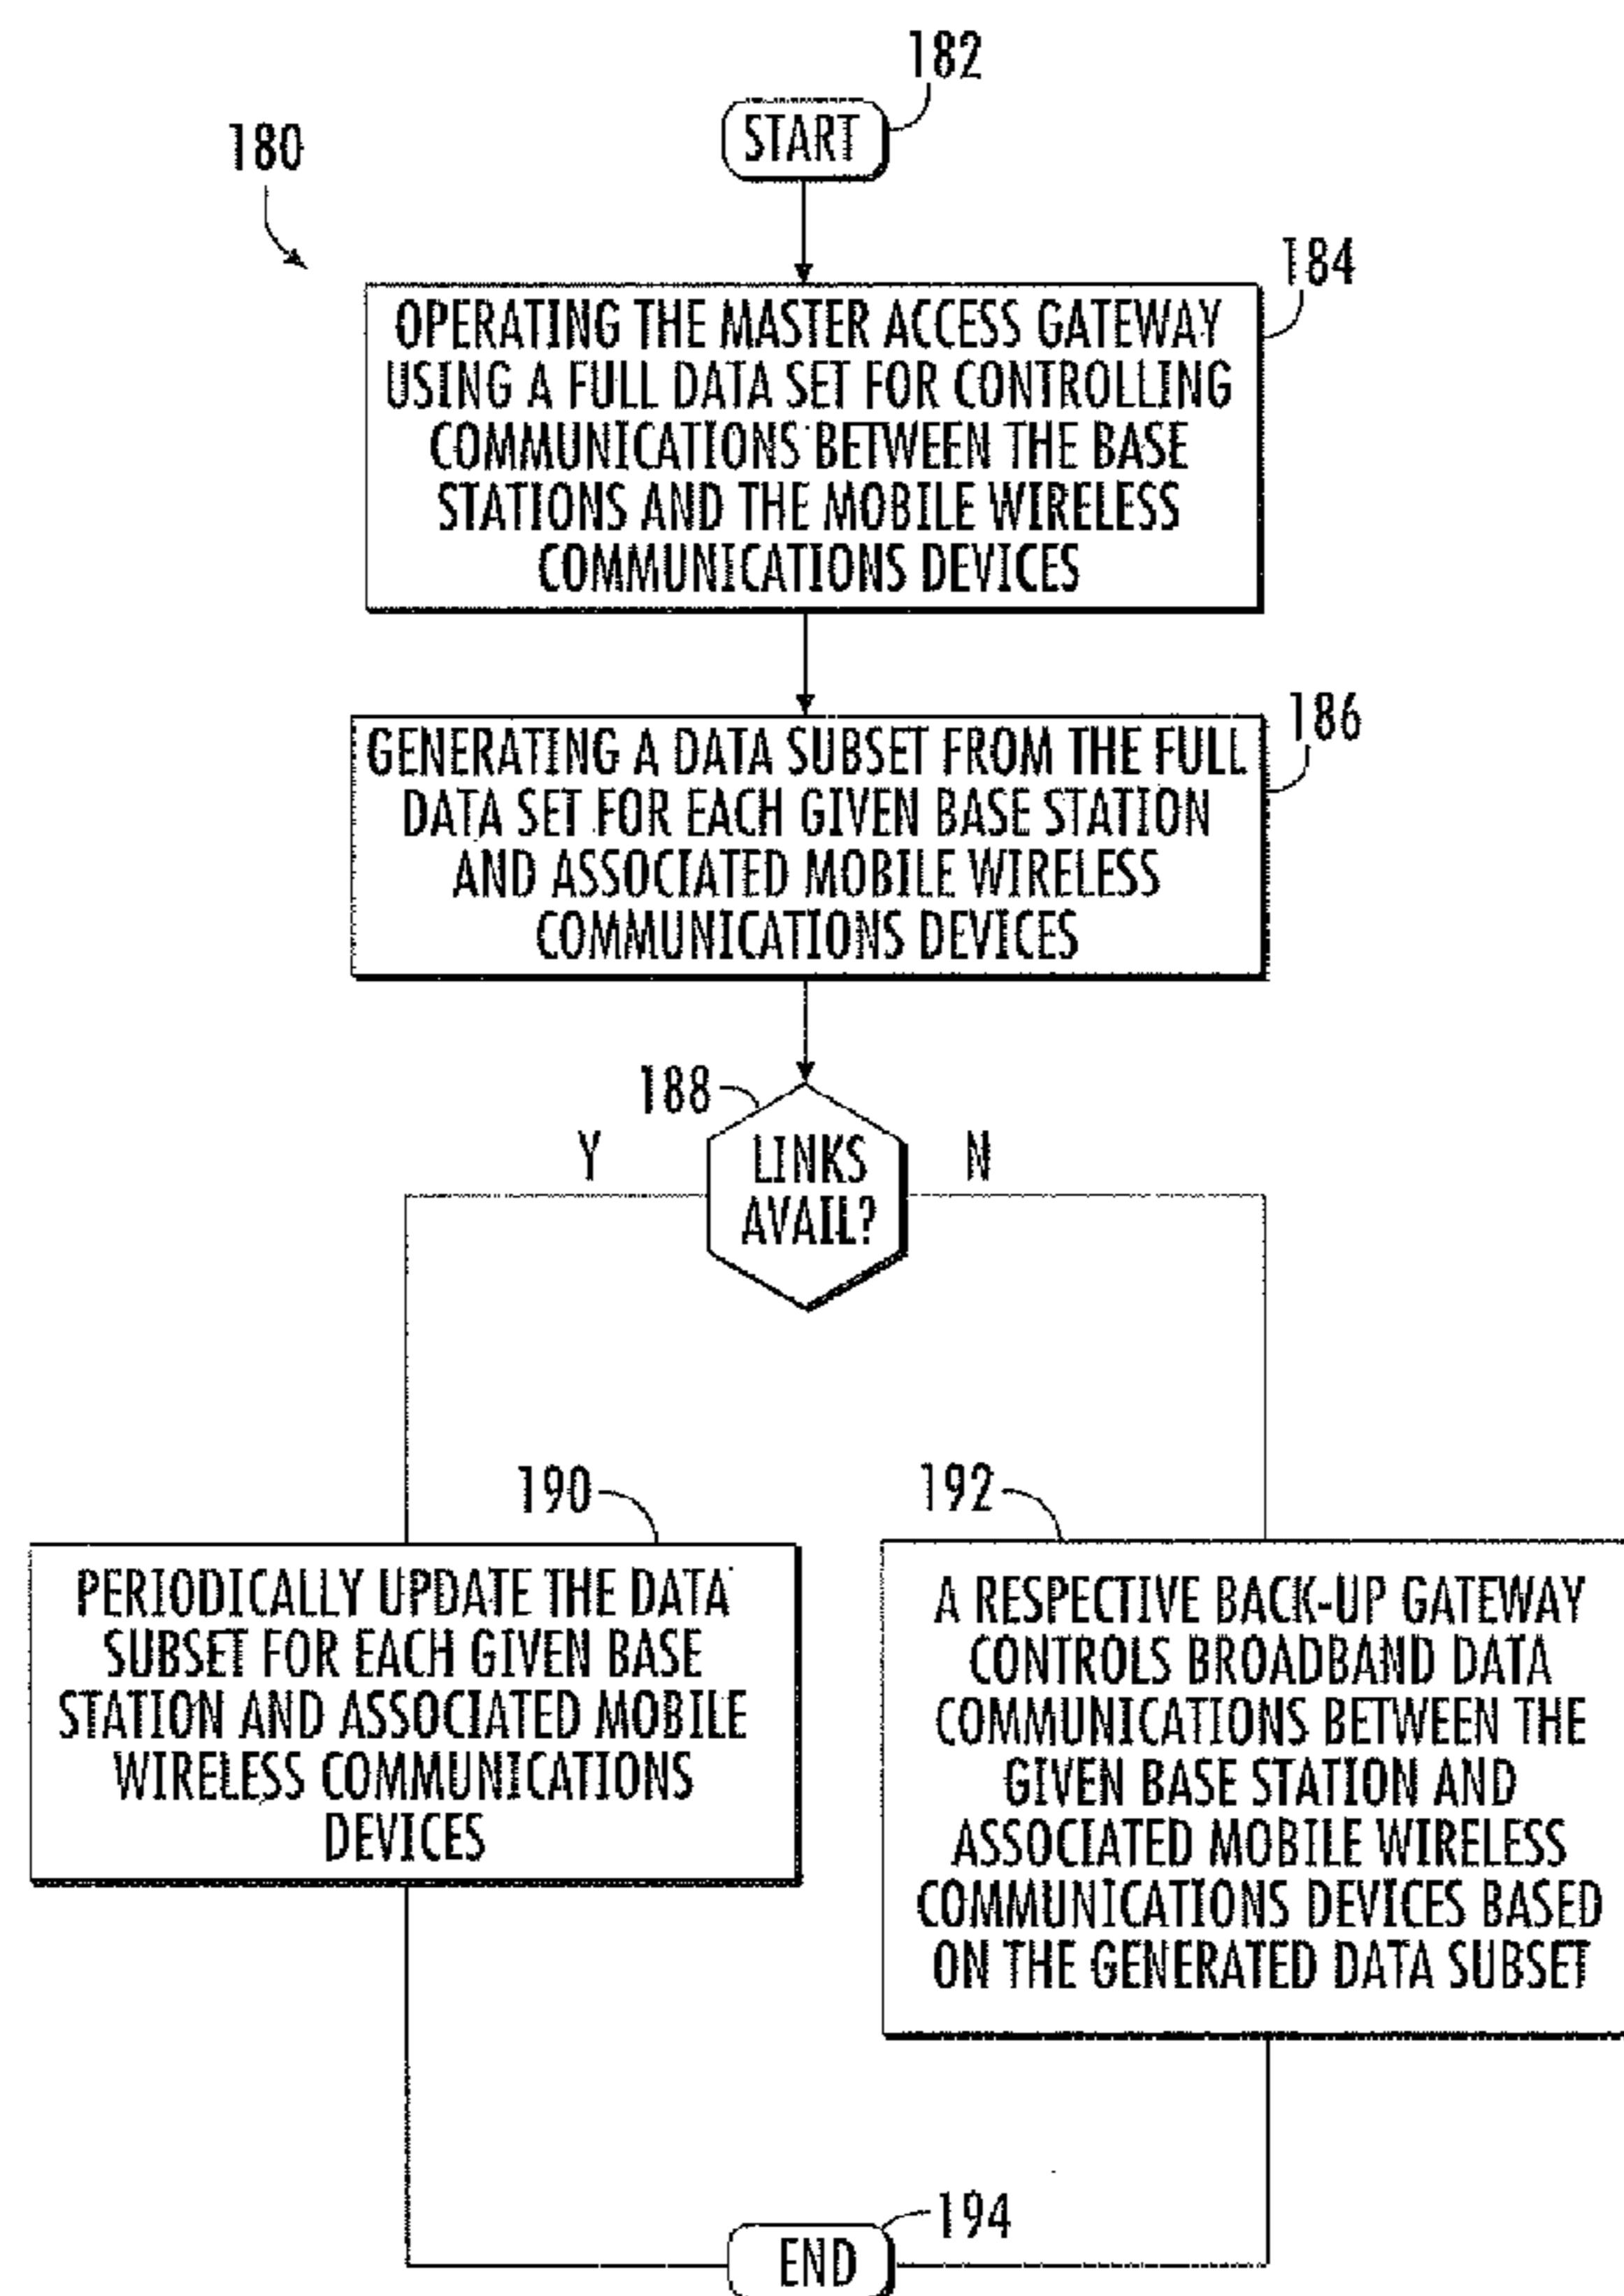 182
START
180
184
OPERATING THE MASTER ACCESS GATEWAY
USING A FULL DATA SET FOR CONTROLLING
COMMUNICATIONS BETWEEN THE BASE
STATIONS AND THE MOBILE WIRELESS
COMMUNICATIONS DEVICES
186
GENERATING A DATA SUBSET FROM THE FULL
DATA SET FOR EACH GIVEN BASE STATION
AND ASSOCIATED MOBILE WIRELESS
COMMUNICATIONS DEVICES
188
Y
LINKS
AVAIL?
N
190
PERIODICALLY UPDATE THE DATA
SUBSET FOR EACH GIVEN BASE
STATION AND ASSOCIATED MOBILE
WIRELESS COMMUNICATIONS
DEVICES
192
A RESPECTIVE BACK-UP GATEWAY
CONTROLS BROADBAND DATA
COMMUNICATIONS BETWEEN THE
GIVEN BASE STATION AND
ASSOCIATED MOBILE WIRELESS
COMMUNICATIONS DEVICES BASED
ON THE GENERATED DATA SUBSET
194
END